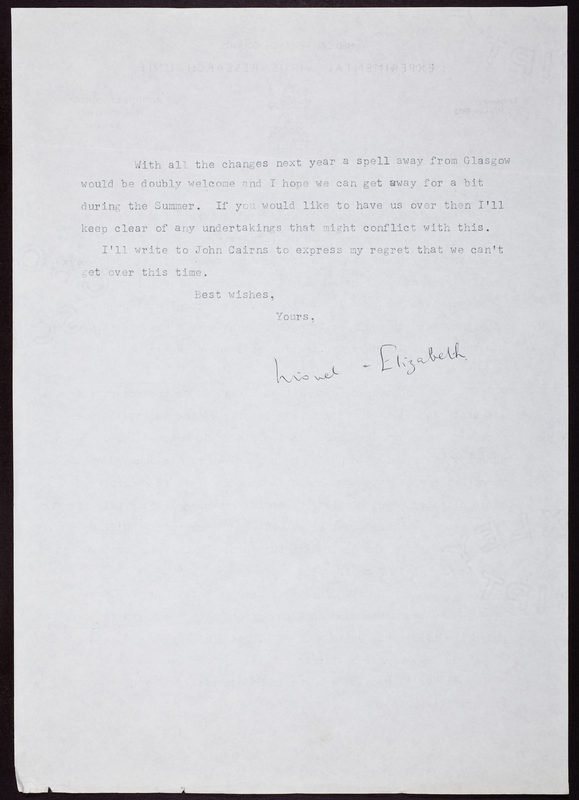 With all the changes next year a spell away from Glasgow
would be doubly welcome and I hope we can get away for a bit
during the Summer. If you would like to have us over then I'll
keep clear of any undertakings that might conflict with this.
I'll write to John Cairns to express my regret that we can't
get over this time.
Best wishes,
Yours,
Lionel - Elizabeth